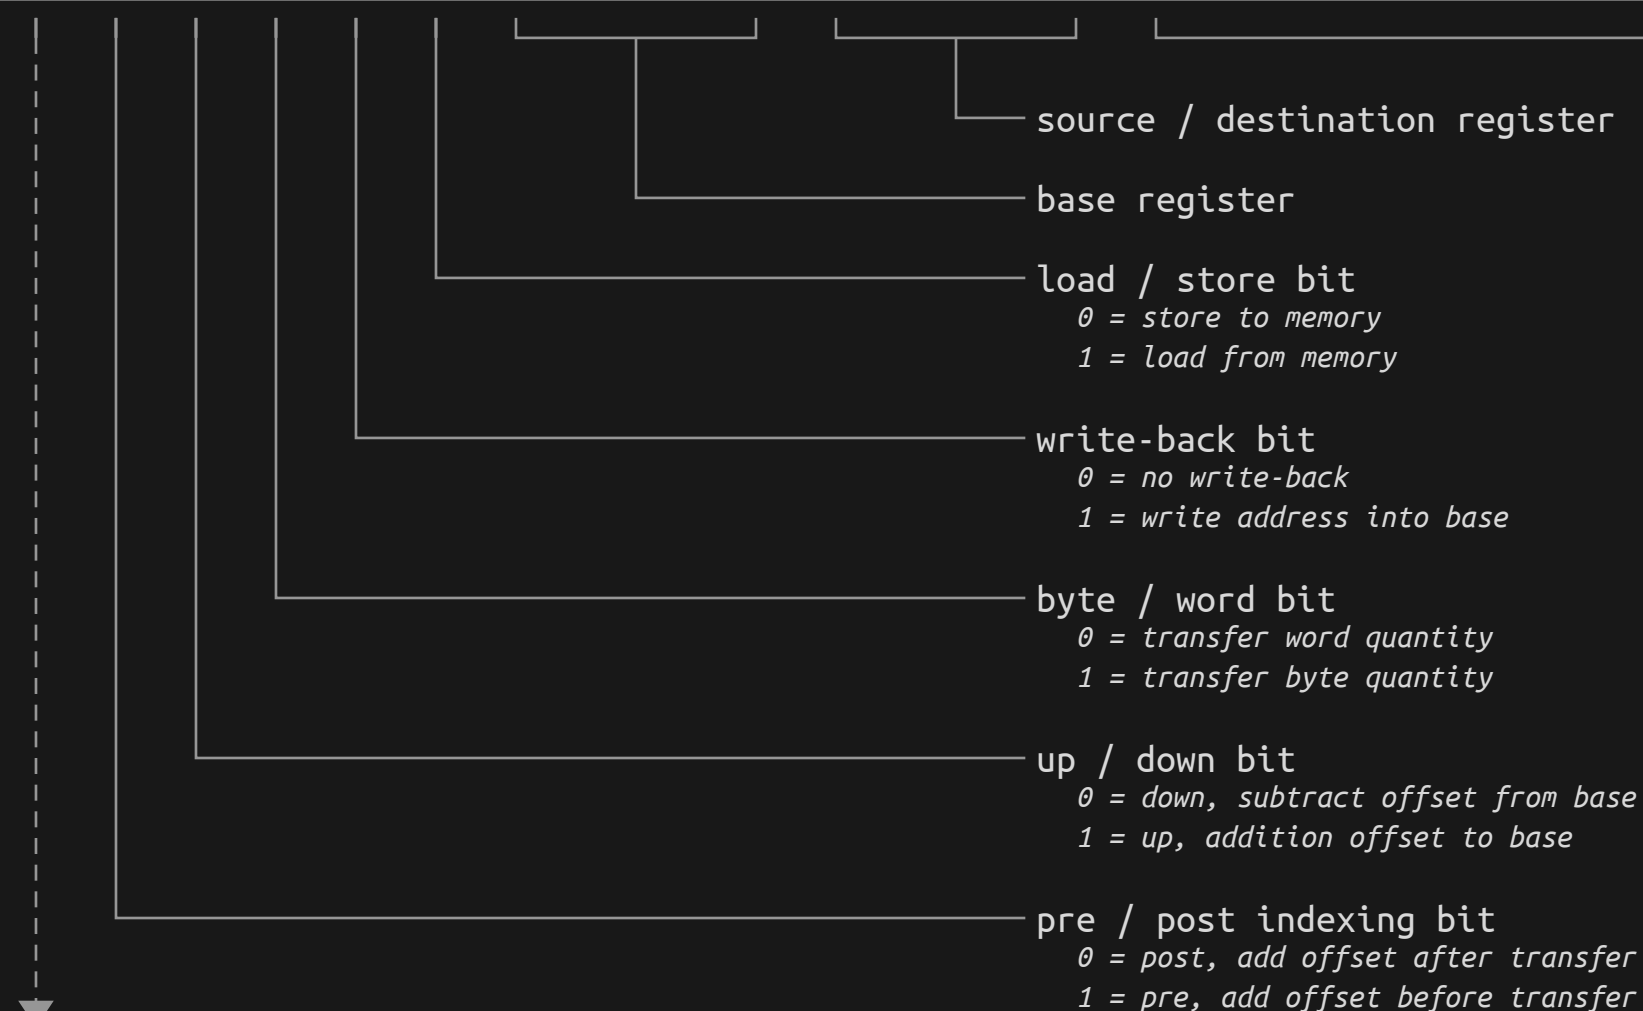 source / destination register
base register
load / store bit
0 = store to memory
1 = load from memory
write-back bit
0 = no write-back
1 = write address into base
byte / word bit
0 = transfer word quantity
1 = transfer byte quantity
up / down bit
0 = down, subtract offset from base
1 = up, addition offset to base
pre / post indexing bit
0 = post, add offset after transfer
1 = pre, add offset before transfer